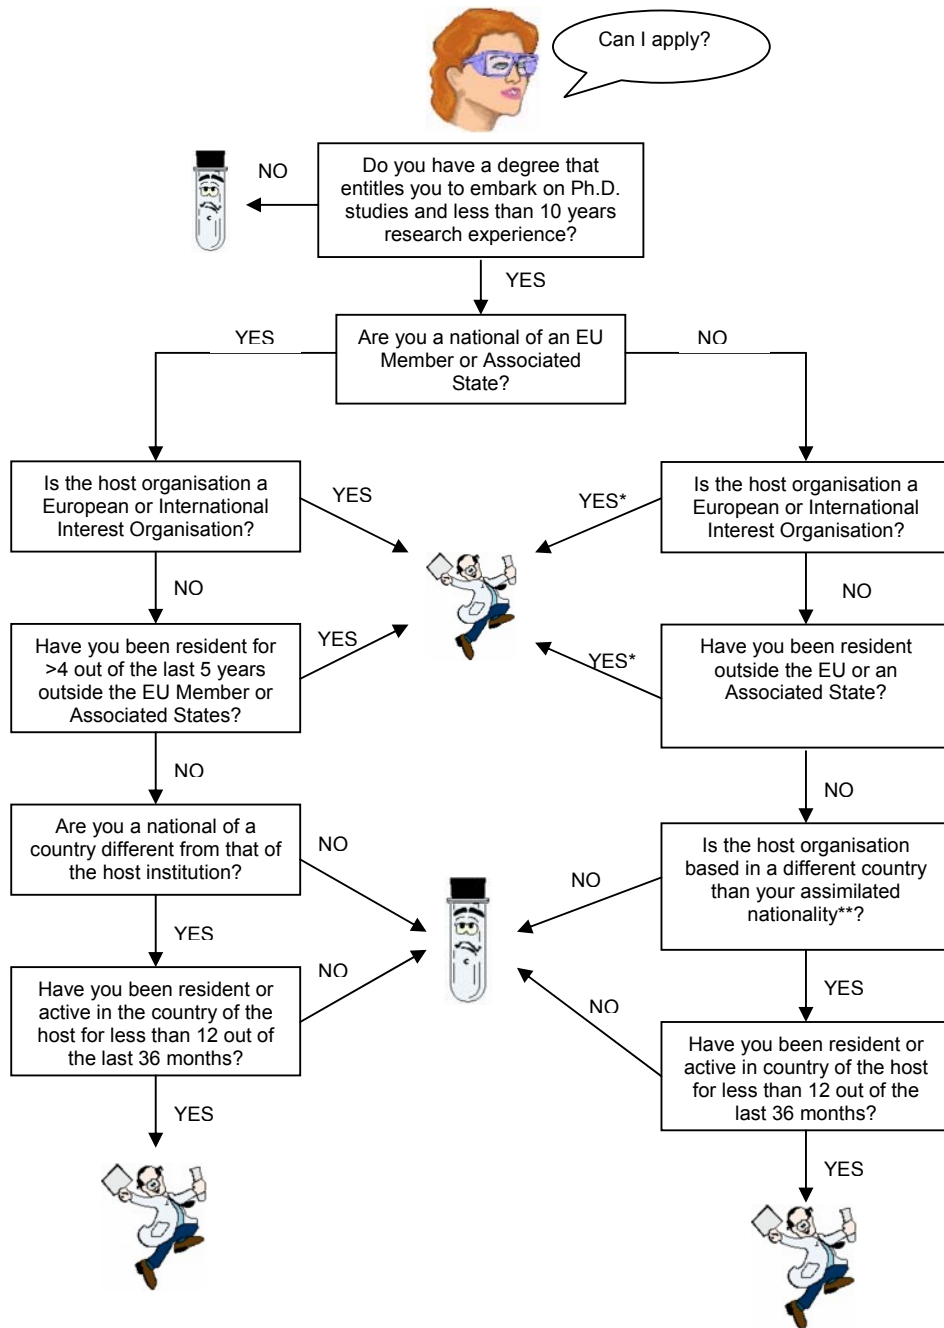 Can I apply?
Do you have a degree that
entitles you to embark on Ph.D.
studies and less than 10 years
research experience?
NO
YES
Are you a national of an EU
Member or Associated
State?
YES
NO
Is the host organisation a
European or International
Interest Organisation?
YES
YES*
Is the host organisation a
European or International
Interest Organisation?
NO
NO
Have you been resident for
>4 out of the last 5 years
outside the EU Member or
Associated States?
YES
YES*
Have you been resident
outside the EU or an
Associated State?
NO
NO
Are you a national of a
country different from that of
the host institution?
NO
NO
Is the host organisation
based in a different country
than your assimilated
nationality**?
YES
YES
Have you been resident or
active in the country of the
host for less than 12 out of
the last 36 months?
NO
NO
Have you been resident or
active in country of the host
for less than 12 out of the
last 36 months?
YES
YES